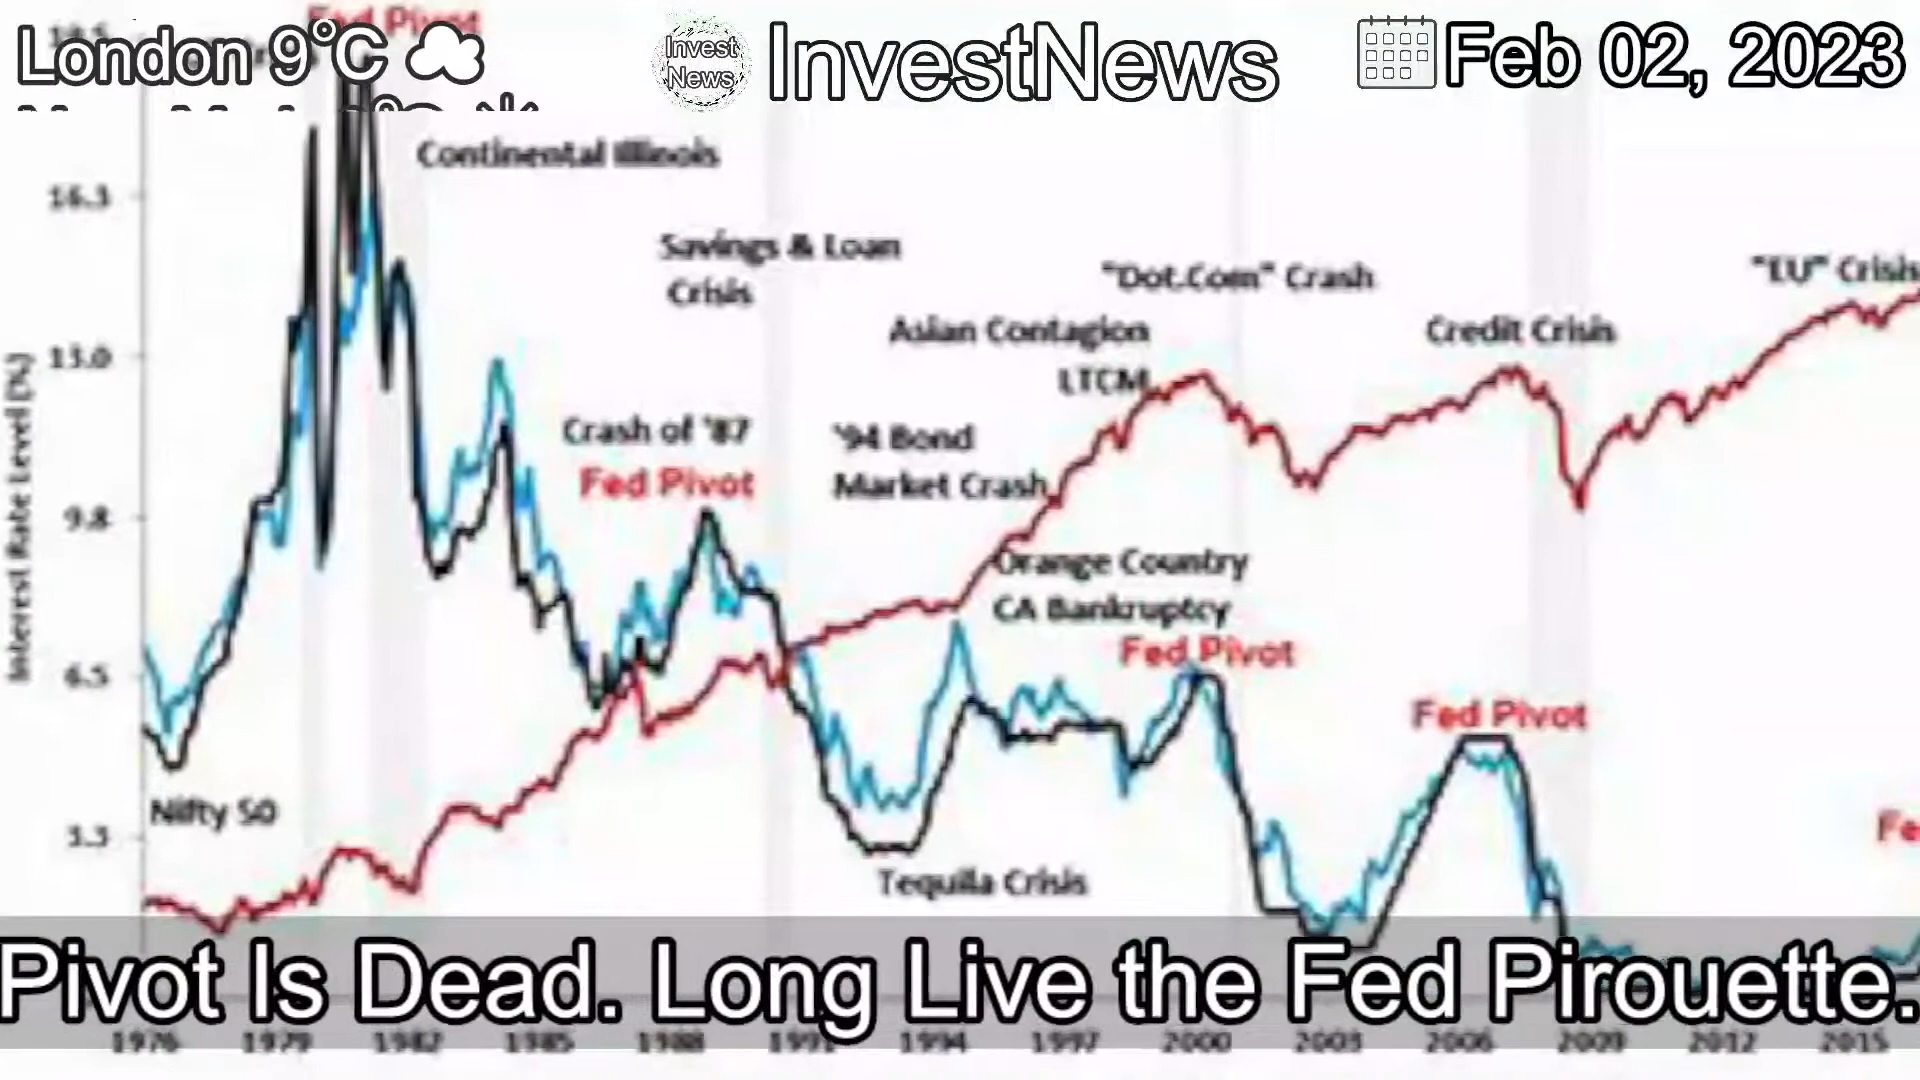 Fed Pivot
London 9°C
Invest
News
InvestNews
Feb 02, 2023
Continental Illinois
16.3
Savings & Loan
Crisis
"Dot.Com" Crash
"EU" Crisis
Asian Contagion
Credit Crisis
13.0
LTCM
Interest Rate Level (%)
Crash of '87
'94 Bond
Fed Pivot
Market Crash
9.8
Orange Country
CA Bankruptcy
Fed Pivot
6.5
Fed Pivot
Nifty 50
Fe
3.3
Tequila Crisis
Pivot Is Dead. Long Live the Fed Pirouette.
1976 1979 1982 1985 1988 1991 1994 1997 2000 2003 2006 2009 2012 2015